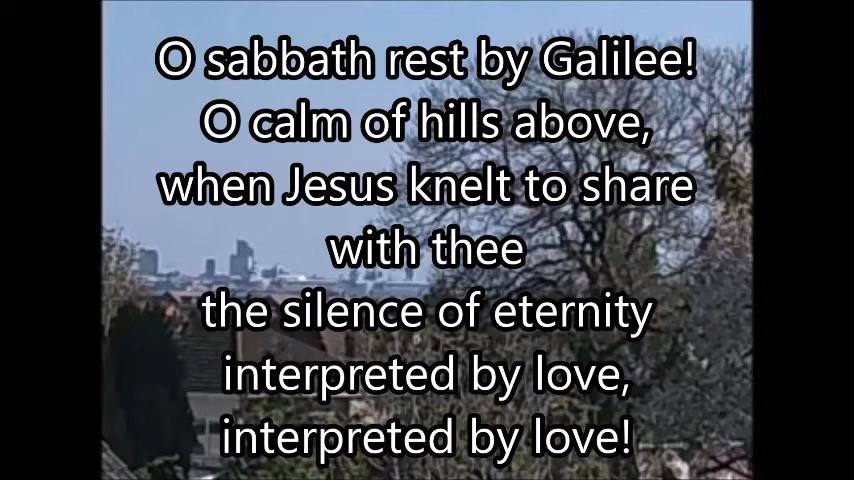 O sabbath rest by Galilee!
O calm of hills above,
when Jesus knelt to share
with thee
the silence of eternity
interpreted by love,
interpreted by love!